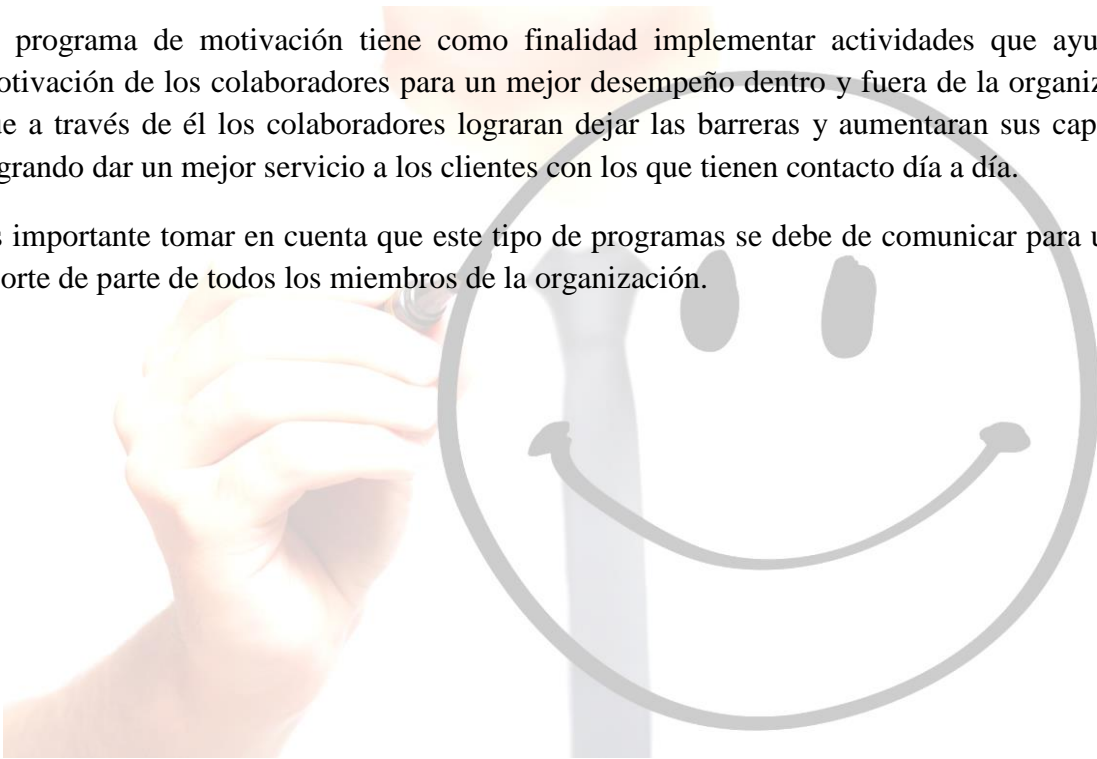 programa de motivación tiene como finalidad implementar actividades que ayu
otivación de los colaboradores para un mejor desempeño dentro y fuera de la organiz
ue a través de él los colaboradores lograran dejar las barreras y aumentaran sus cap
grando dar un mejor servicio a los clientes con los que tienen contacto día a día.
s importante tomar en cuenta que este tipo de programas se debe de comunicar para u
orte de parte de todos los miembros de la organización.